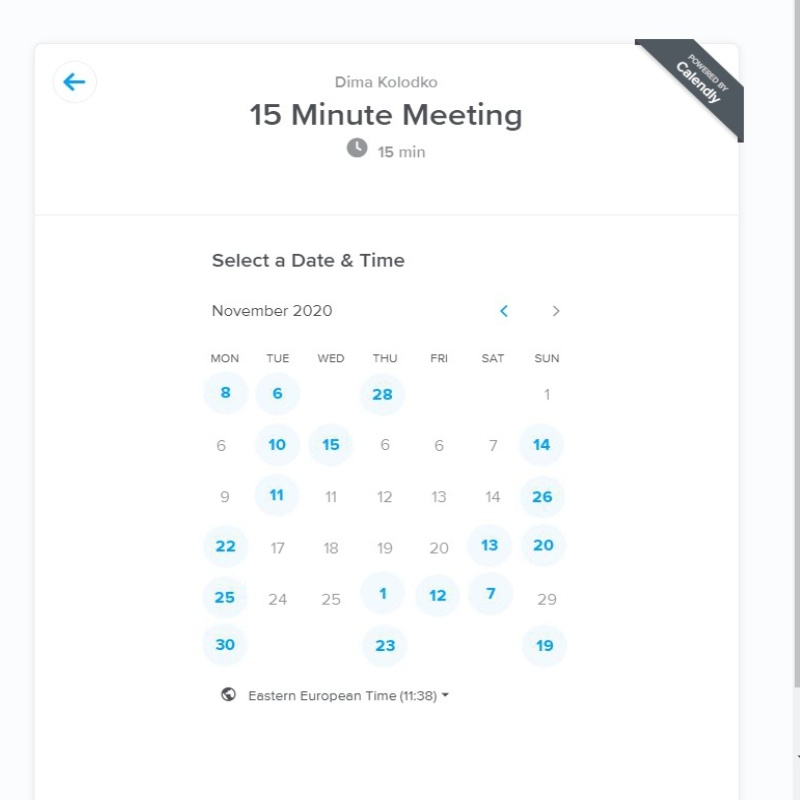 POWERED BY
Calendly
Dima Kolodko
15 Minute Meeting
15 min
Select a Date & Time
November 2020
MON TUE WED THU FRI SAT SUN
8 6 28 1
6 10 15 6 6 7 14
9 11 11 12 13 14 26
22 17 18 19 20 13 20
25 24 25 1 12 7 29
30 23 19
Eastern European Time (11:38)